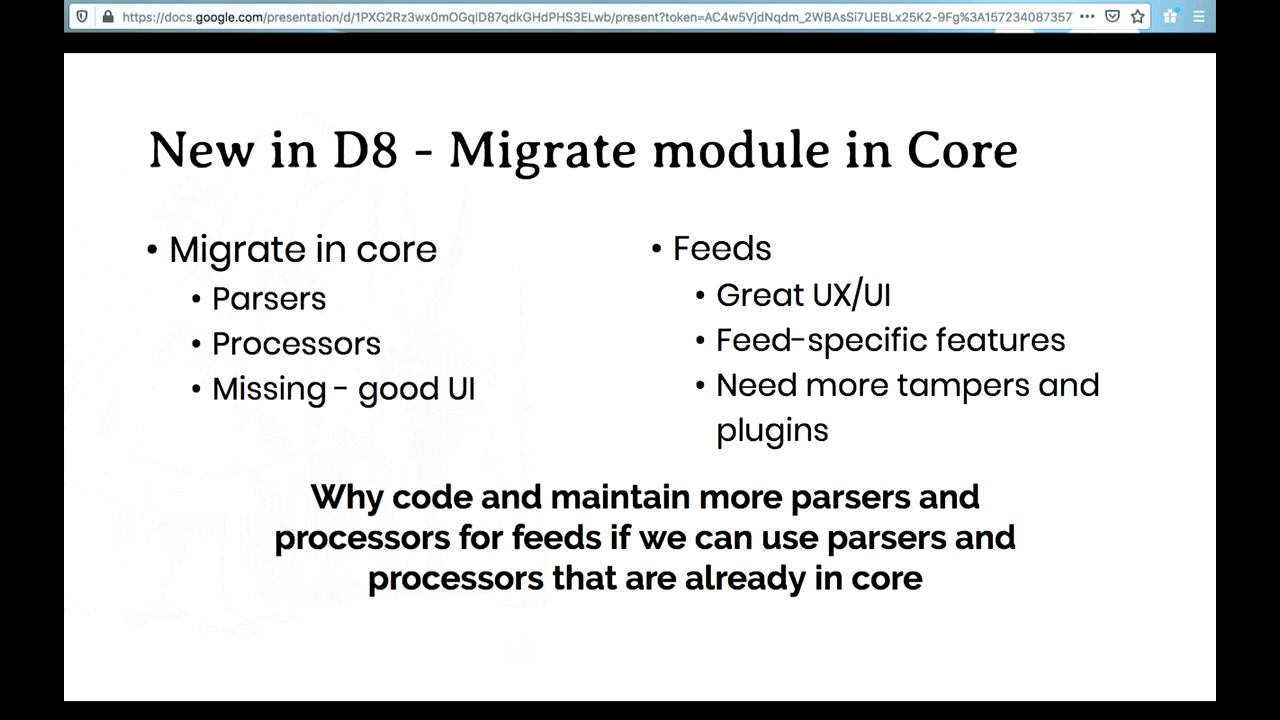 https://docs.google.com/presentation/d/1PXG2Rz3wx0mOGqlD87qdkGHdPHS3ELwb/present?token=AC4w5VjdNqdm_2WBAsSi7UEBLx25K2-9Fg%3A157234087357
New in D8 - Migrate module in Core
• Migrate in core
• Parsers
• Processors
• Missing - good UI
• Feeds
• Great UX/UI
• Feed-specific features
• Need more tampers and
plugins
Why code and maintain more parsers and
processors for feeds if we can use parsers and
processors that are already in core